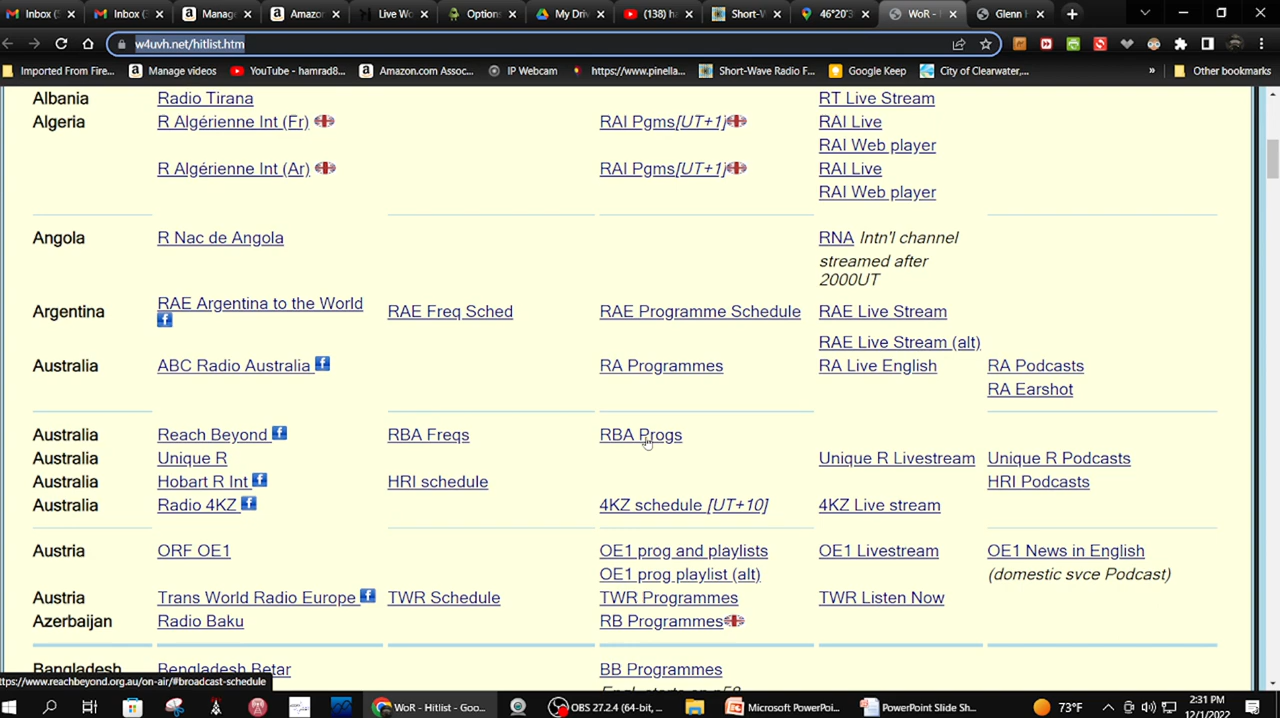 Inbox (
Inbox (3
Manage
Amazo
Live Wo
Option
My Driv
(138) ha
Short-W
46°20'3
WoR -
Glenn H
w4uvh.net/hitlist.htm
Imported From Fire...
Manage videos
YouTube - hamrad8...
Amazon.com Assoc...
IP Webcam
https://www.pinella...
Short-Wave Radio F...
Google Keep
City of Clearwater,...
»
Other bookmarks
Albania Radio Tirana RT Live Stream
Algeria R Algérienne Int (Fr) RAI Pgms[UT+1] RAI Live
RAI Web player
R Algérienne Int (Ar) RAI Pgms[UT+1] RAI Live
RAI Web player
Angola R Nac de Angola RNA Intn'l channel
streamed after
2000UT
Argentina RAE Argentina to the World RAE Freq Sched RAE Programme Schedule RAE Live Stream
RAE Live Stream (alt)
Australia ABC Radio Australia RA Programmes RA Live English RA Podcasts
RA Earshot
Australia Reach Beyond RBA Freqs RBA Progs
Australia Unique R Unique R Livestream Unique R Podcasts
Australia Hobart R Int HRI schedule HRI Podcasts
Australia Radio 4KZ 4KZ schedule [UT+10] 4KZ Live stream
Austria ORF OE1 OE1 prog and playlists OE1 Livestream OE1 News in English
OE1 prog playlist (alt) (domestic svce Podcast)
Austria Trans World Radio Europe TWR Schedule TWR Programmes TWR Listen Now
Azerbaijan Radio Baku RB Programmes
Bangladesh Bengladesh Betar BB Programmes
ttps://www.reachbeyond.org.au/on-air/#broadcast-schedule
WoR - Hitlist - Goo...
OBS 27.2.4 (64-bit, ...
Microsoft PowerPoi...
PowerPoint Slide Sh...
73°F
2:31 PM
12/1/2022